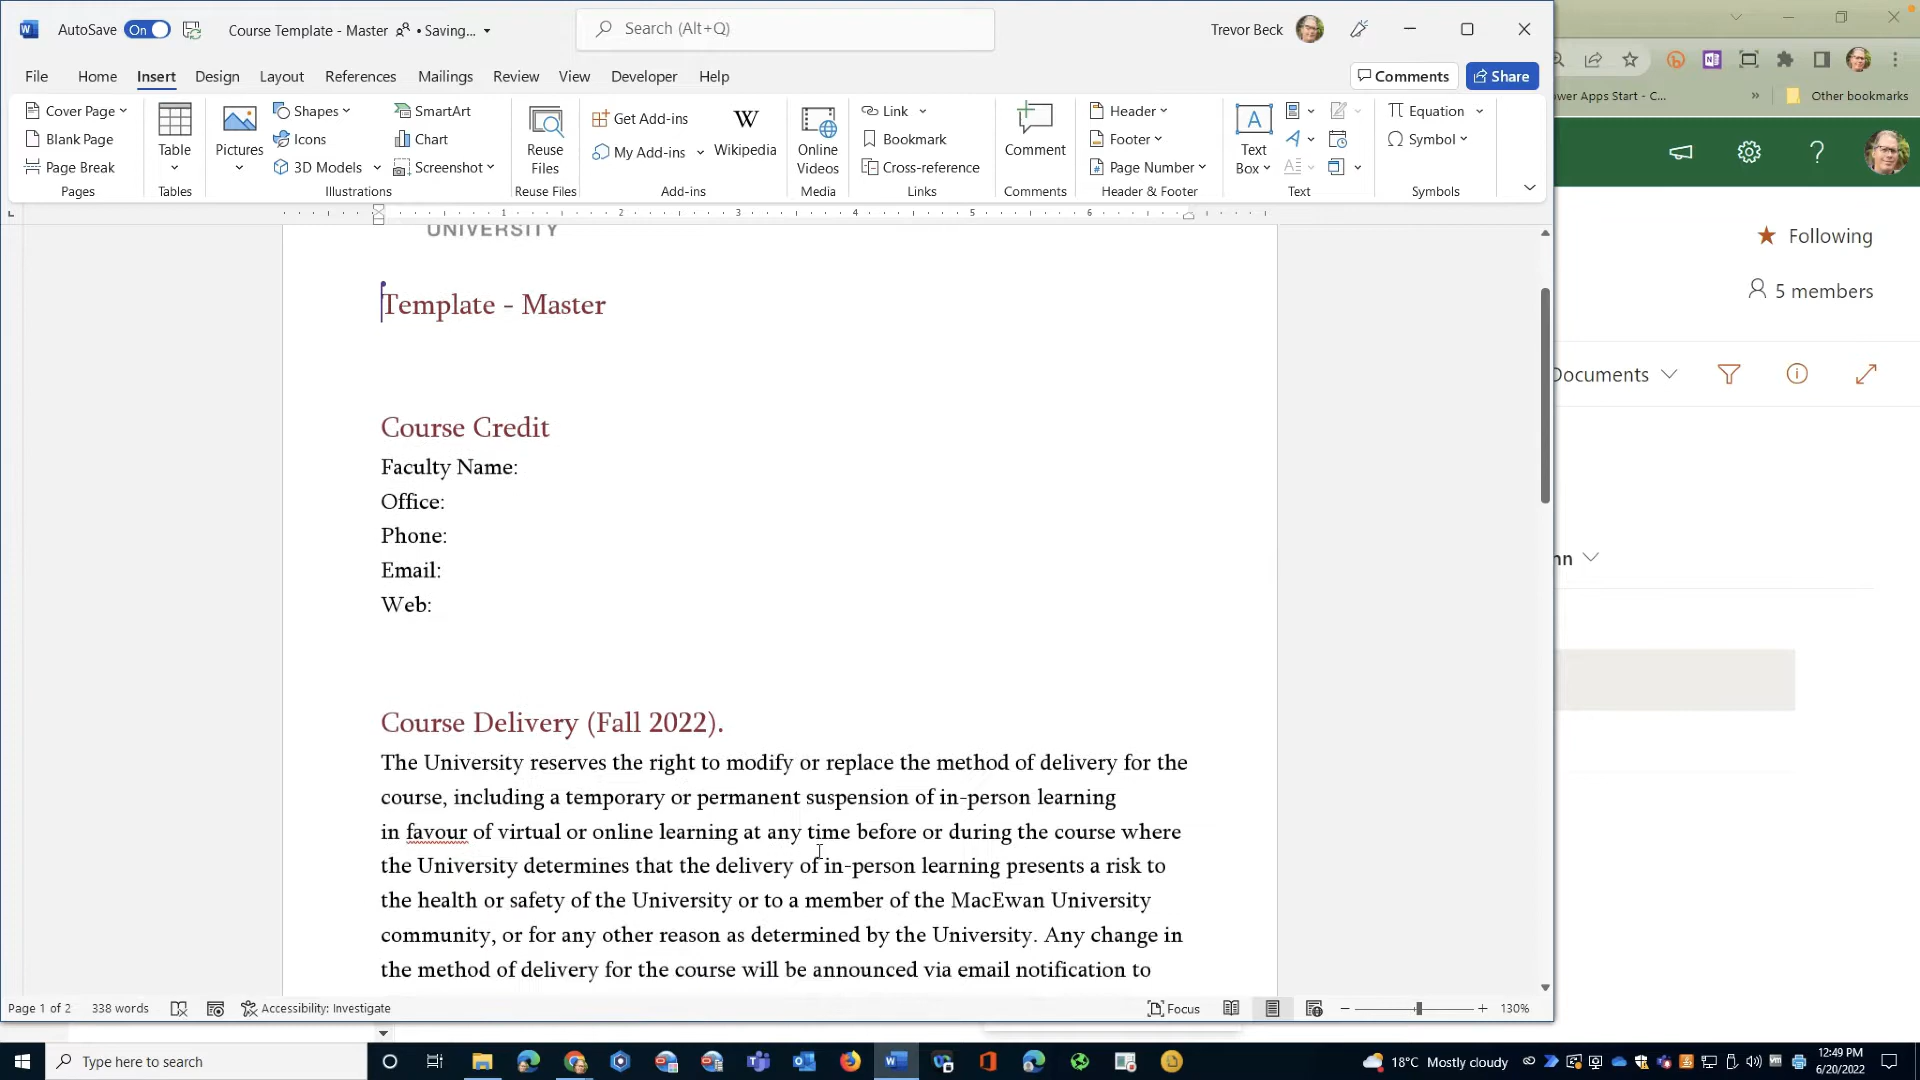 AutoSave On Course Template - Master • Saving... Search (Alt+Q) Trevor Beck
File Home Insert Design Layout References Mailings Review View Developer Help Comments Share
Cover Page
Blank Page
Page Break
Pages
Table
Tables
Pictures
Shapes
Icons
3D Models
SmartArt
Chart
Screenshot
Illustrations
Reuse
Files
Reuse Files
Get Add-ins
My Add-ins
W
Wikipedia
Add-ins
Online
Videos
Media
Link
Bookmark
Cross-reference
Links
Comment
Comments
Header
Footer
Page Number
Header & Footer
A
Text
Box
Text
Equation
Symbol
Symbols
1 2 3 4 5 6
UNIVERSITY
Template - Master
Course Credit
Faculty Name:
Office:
Phone:
Email:
Web:
Course Delivery (Fall 2022).
The University reserves the right to modify or replace the method of delivery for the
course, including a temporary or permanent suspension of in-person learning
in favour of virtual or online learning at any time before or during the course where
the University determines that the delivery of in-person learning presents a risk to
the health or safety of the University or to a member of the MacEwan University
community, or for any other reason as determined by the University. Any change in
the method of delivery for the course will be announced via email notification to
Page 1 of 2 338 words Accessibility: Investigate Focus 130%
ower Apps Start - C... » Other bookmarks
?
Following
5 members
Documents
nn
Type here to search
18°C Mostly cloudy
12:49 PM
6/20/2022